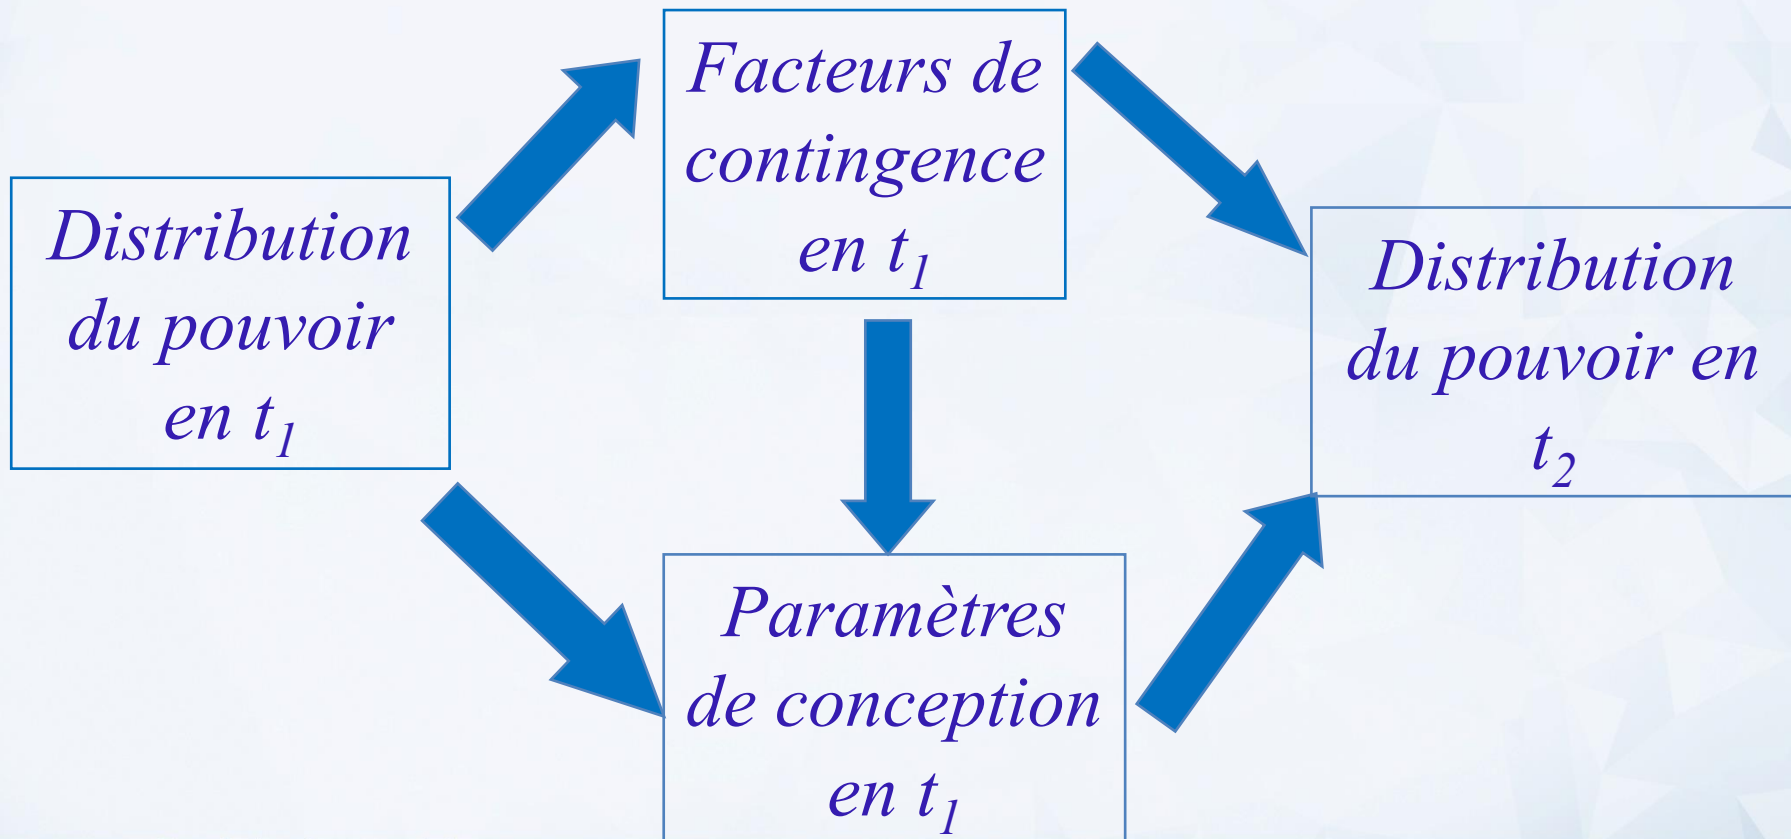 Facteurs de
contingence
en t₁
Distribution
du pouvoir
en t₁
Distribution
du pouvoir en
t₂
Paramètres
de conception
en t₁